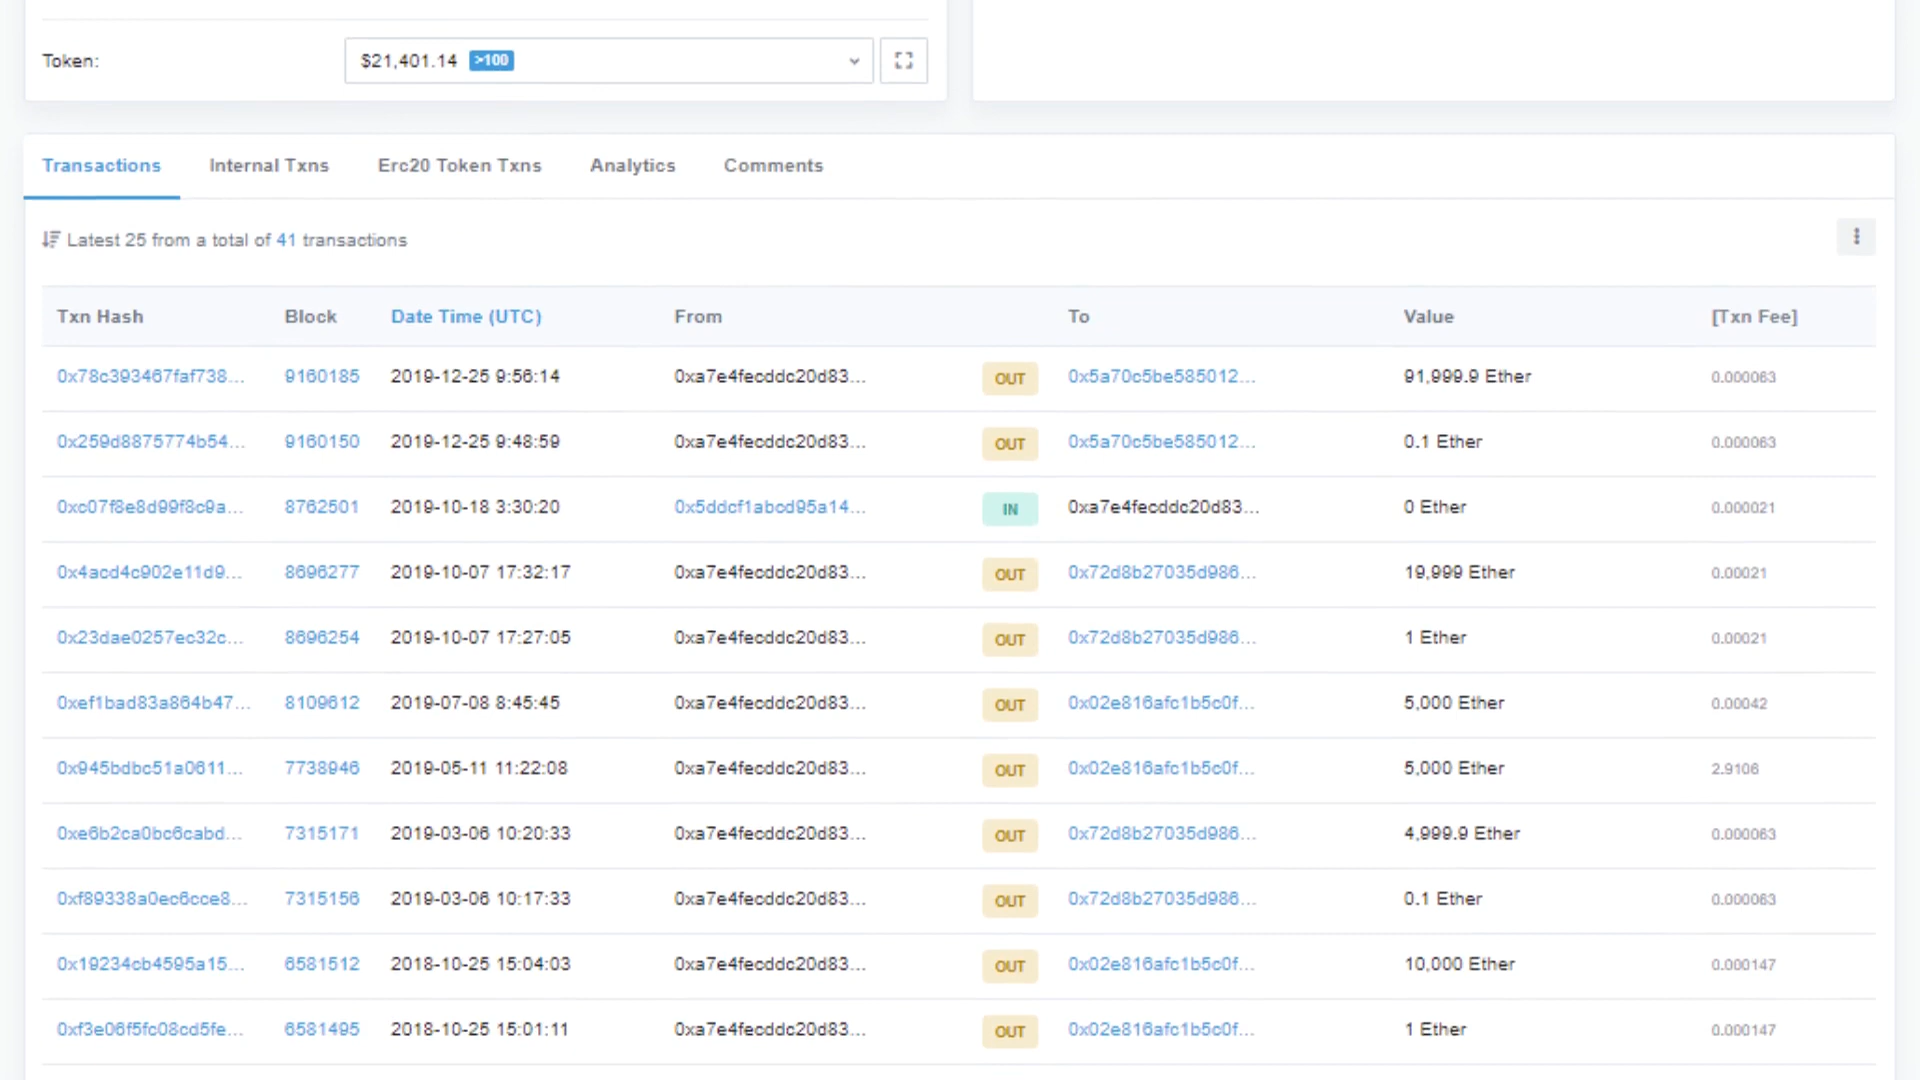 Token: $21,401.14 >100
Transactions Internal Txns Erc20 Token Txns Analytics Comments
Latest 25 from a total of 41 transactions
Txn Hash Block Date Time (UTC) From To Value [Txn Fee]
0x78c393467faf738... 9160185 2019-12-25 9:56:14 0xa7e4fecddc20d83... OUT 0x5a70c5be585012... 91,999.9 Ether 0.000063
0x259d8875774b54... 9160150 2019-12-25 9:48:59 0xa7e4fecddc20d83... OUT 0x5a70c5be585012... 0.1 Ether 0.000063
0xc07f8e8d99f8c9a... 8762501 2019-10-18 3:30:20 0x5ddcf1abcd95a14... IN 0xa7e4fecddc20d83... 0 Ether 0.000021
0x4acd4c902e11d9... 8696277 2019-10-07 17:32:17 0xa7e4fecddc20d83... OUT 0x72d8b27035d986... 19,999 Ether 0.00021
0x23dae0257ec32c... 8696254 2019-10-07 17:27:05 0xa7e4fecddc20d83... OUT 0x72d8b27035d986... 1 Ether 0.00021
0xef1bad83a864b47... 8109612 2019-07-08 8:45:45 0xa7e4fecddc20d83... OUT 0x02e816afc1b5c0f... 5,000 Ether 0.00042
0x945bdbc51a0611... 7738946 2019-05-11 11:22:08 0xa7e4fecddc20d83... OUT 0x02e816afc1b5c0f... 5,000 Ether 2.9106
0xe6b2ca0bc6cabd... 7315171 2019-03-06 10:20:33 0xa7e4fecddc20d83... OUT 0x72d8b27035d986... 4,999.9 Ether 0.000063
0xf89338a0ec6cce8... 7315156 2019-03-06 10:17:33 0xa7e4fecddc20d83... OUT 0x72d8b27035d986... 0.1 Ether 0.000063
0x19234cb4595a15... 6581512 2018-10-25 15:04:03 0xa7e4fecddc20d83... OUT 0x02e816afc1b5c0f... 10,000 Ether 0.000147
0xf3e06f5fc08cd5fe... 6581495 2018-10-25 15:01:11 0xa7e4fecddc20d83... OUT 0x02e816afc1b5c0f... 1 Ether 0.000147